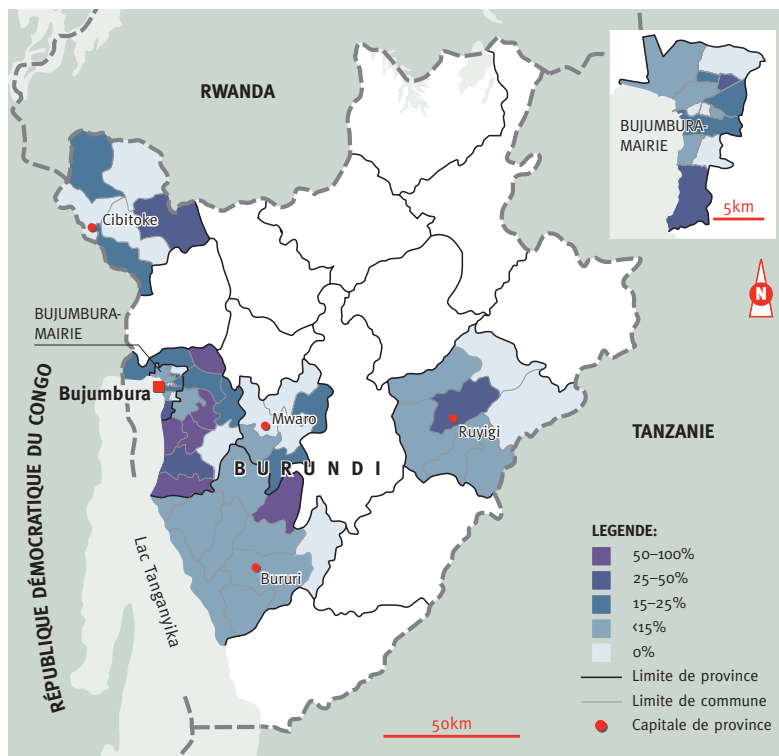 RWANDA
BUJUMBURA-
MAIRIE
5km
Cibitoke
N
BUJUMBURA-
MAIRIE
Bujumbura
Mwaro
Ruyigi
TANZANIE
BURUNDI
RÉPUBLIQUE DÉMOCRATIQUE DU CONGO
Lac Tanganyika
Bururi
LEGENDE:
50–100%
25–50%
15–25%
<15%
0%
Limite de province
Limite de commune
Capitale de province
50km